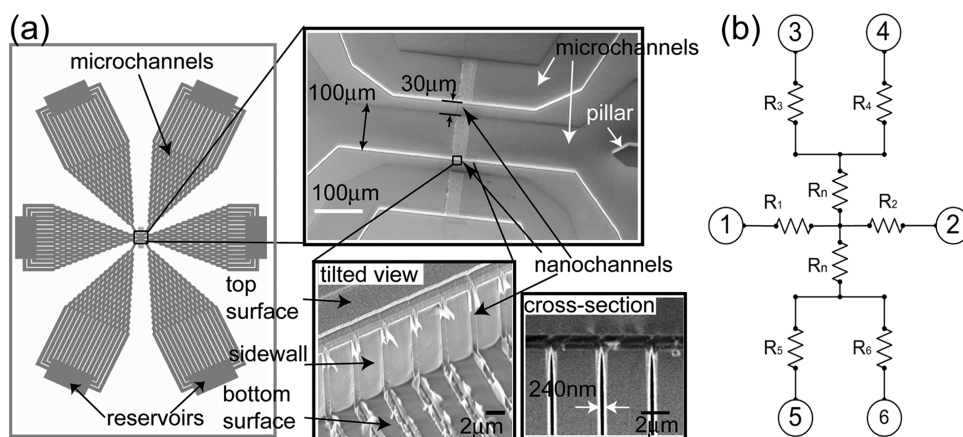 (a)
microchannels
reservoirs
top
surface
sidewall
bottom
surface
microchannels
30μm
100μm
pillar
100μm
nanochannels
tilted view
2μm
cross-section
240nm
2μm
(b)
3
4
R3
R4
Rn
1
R1
R2
2
Rn
R5
R6
5
6